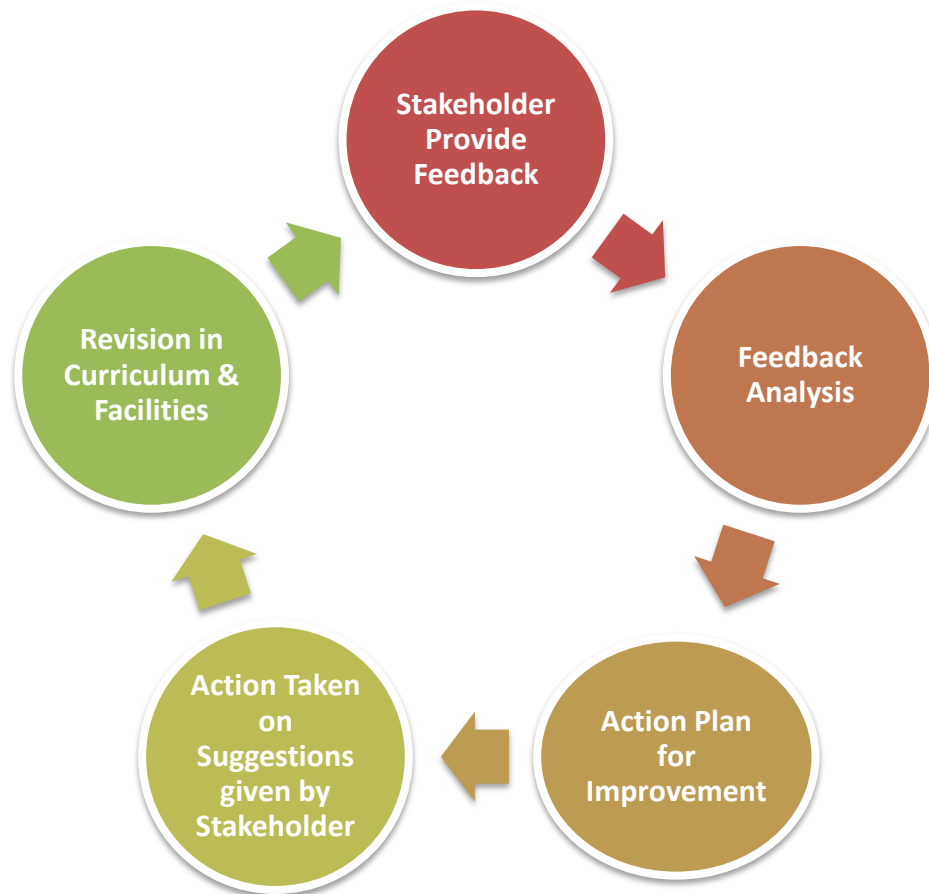 Stakeholder
Provide
Feedback
Feedback
Analysis
Action Plan
for
Improvement
Action Taken
on
Suggestions
given by
Stakeholder
Revision in
Curriculum &
Facilities